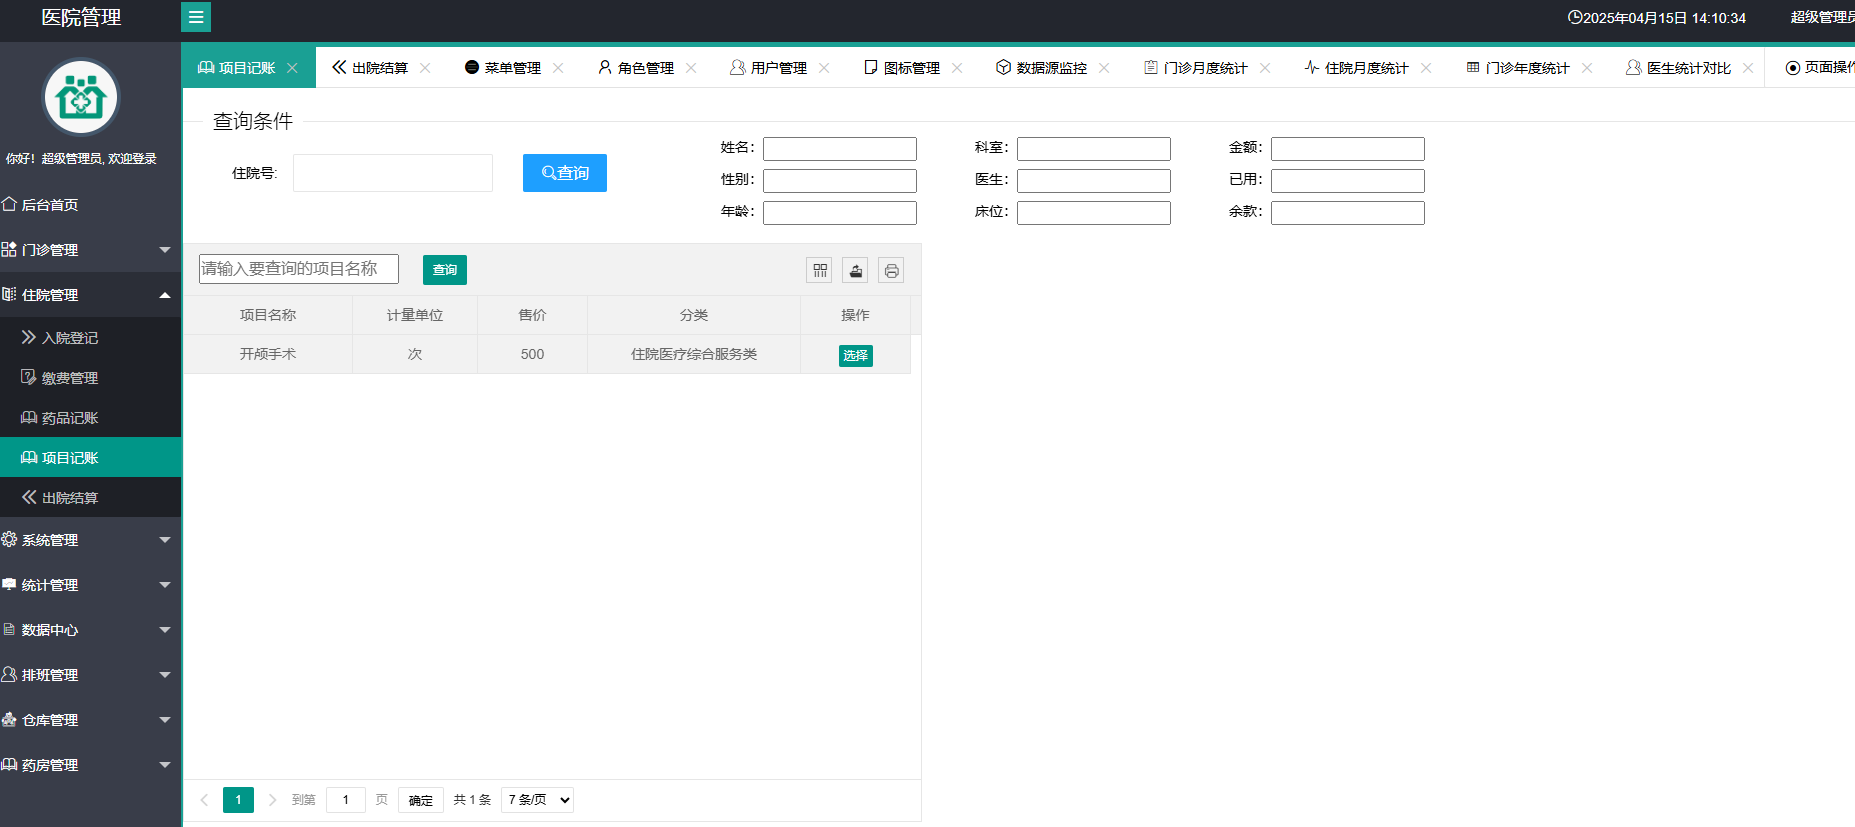 医院管理
2025年04月15日 14:10:34
超级管理员
项目记账
出院结算
菜单管理
角色管理
用户管理
图标管理
数据源监控
门诊月度统计
住院月度统计
门诊年度统计
医生统计对比
页面操作
你好！超级管理员, 欢迎登录
后台首页
门诊管理
住院管理
入院登记
缴费管理
药品记账
项目记账
出院结算
系统管理
统计管理
数据中心
排班管理
仓库管理
药房管理
查询条件
住院号:
查询
姓名：
科室：
金额：
性别：
医生：
已用：
年龄：
床位：
余款：
请输入要查询的项目名称
查询
项目名称 计量单位 售价 分类 操作
开颅手术 次 500 住院医疗综合服务类 选择
1 到第 1 页 确定 共 1 条 7 条/页